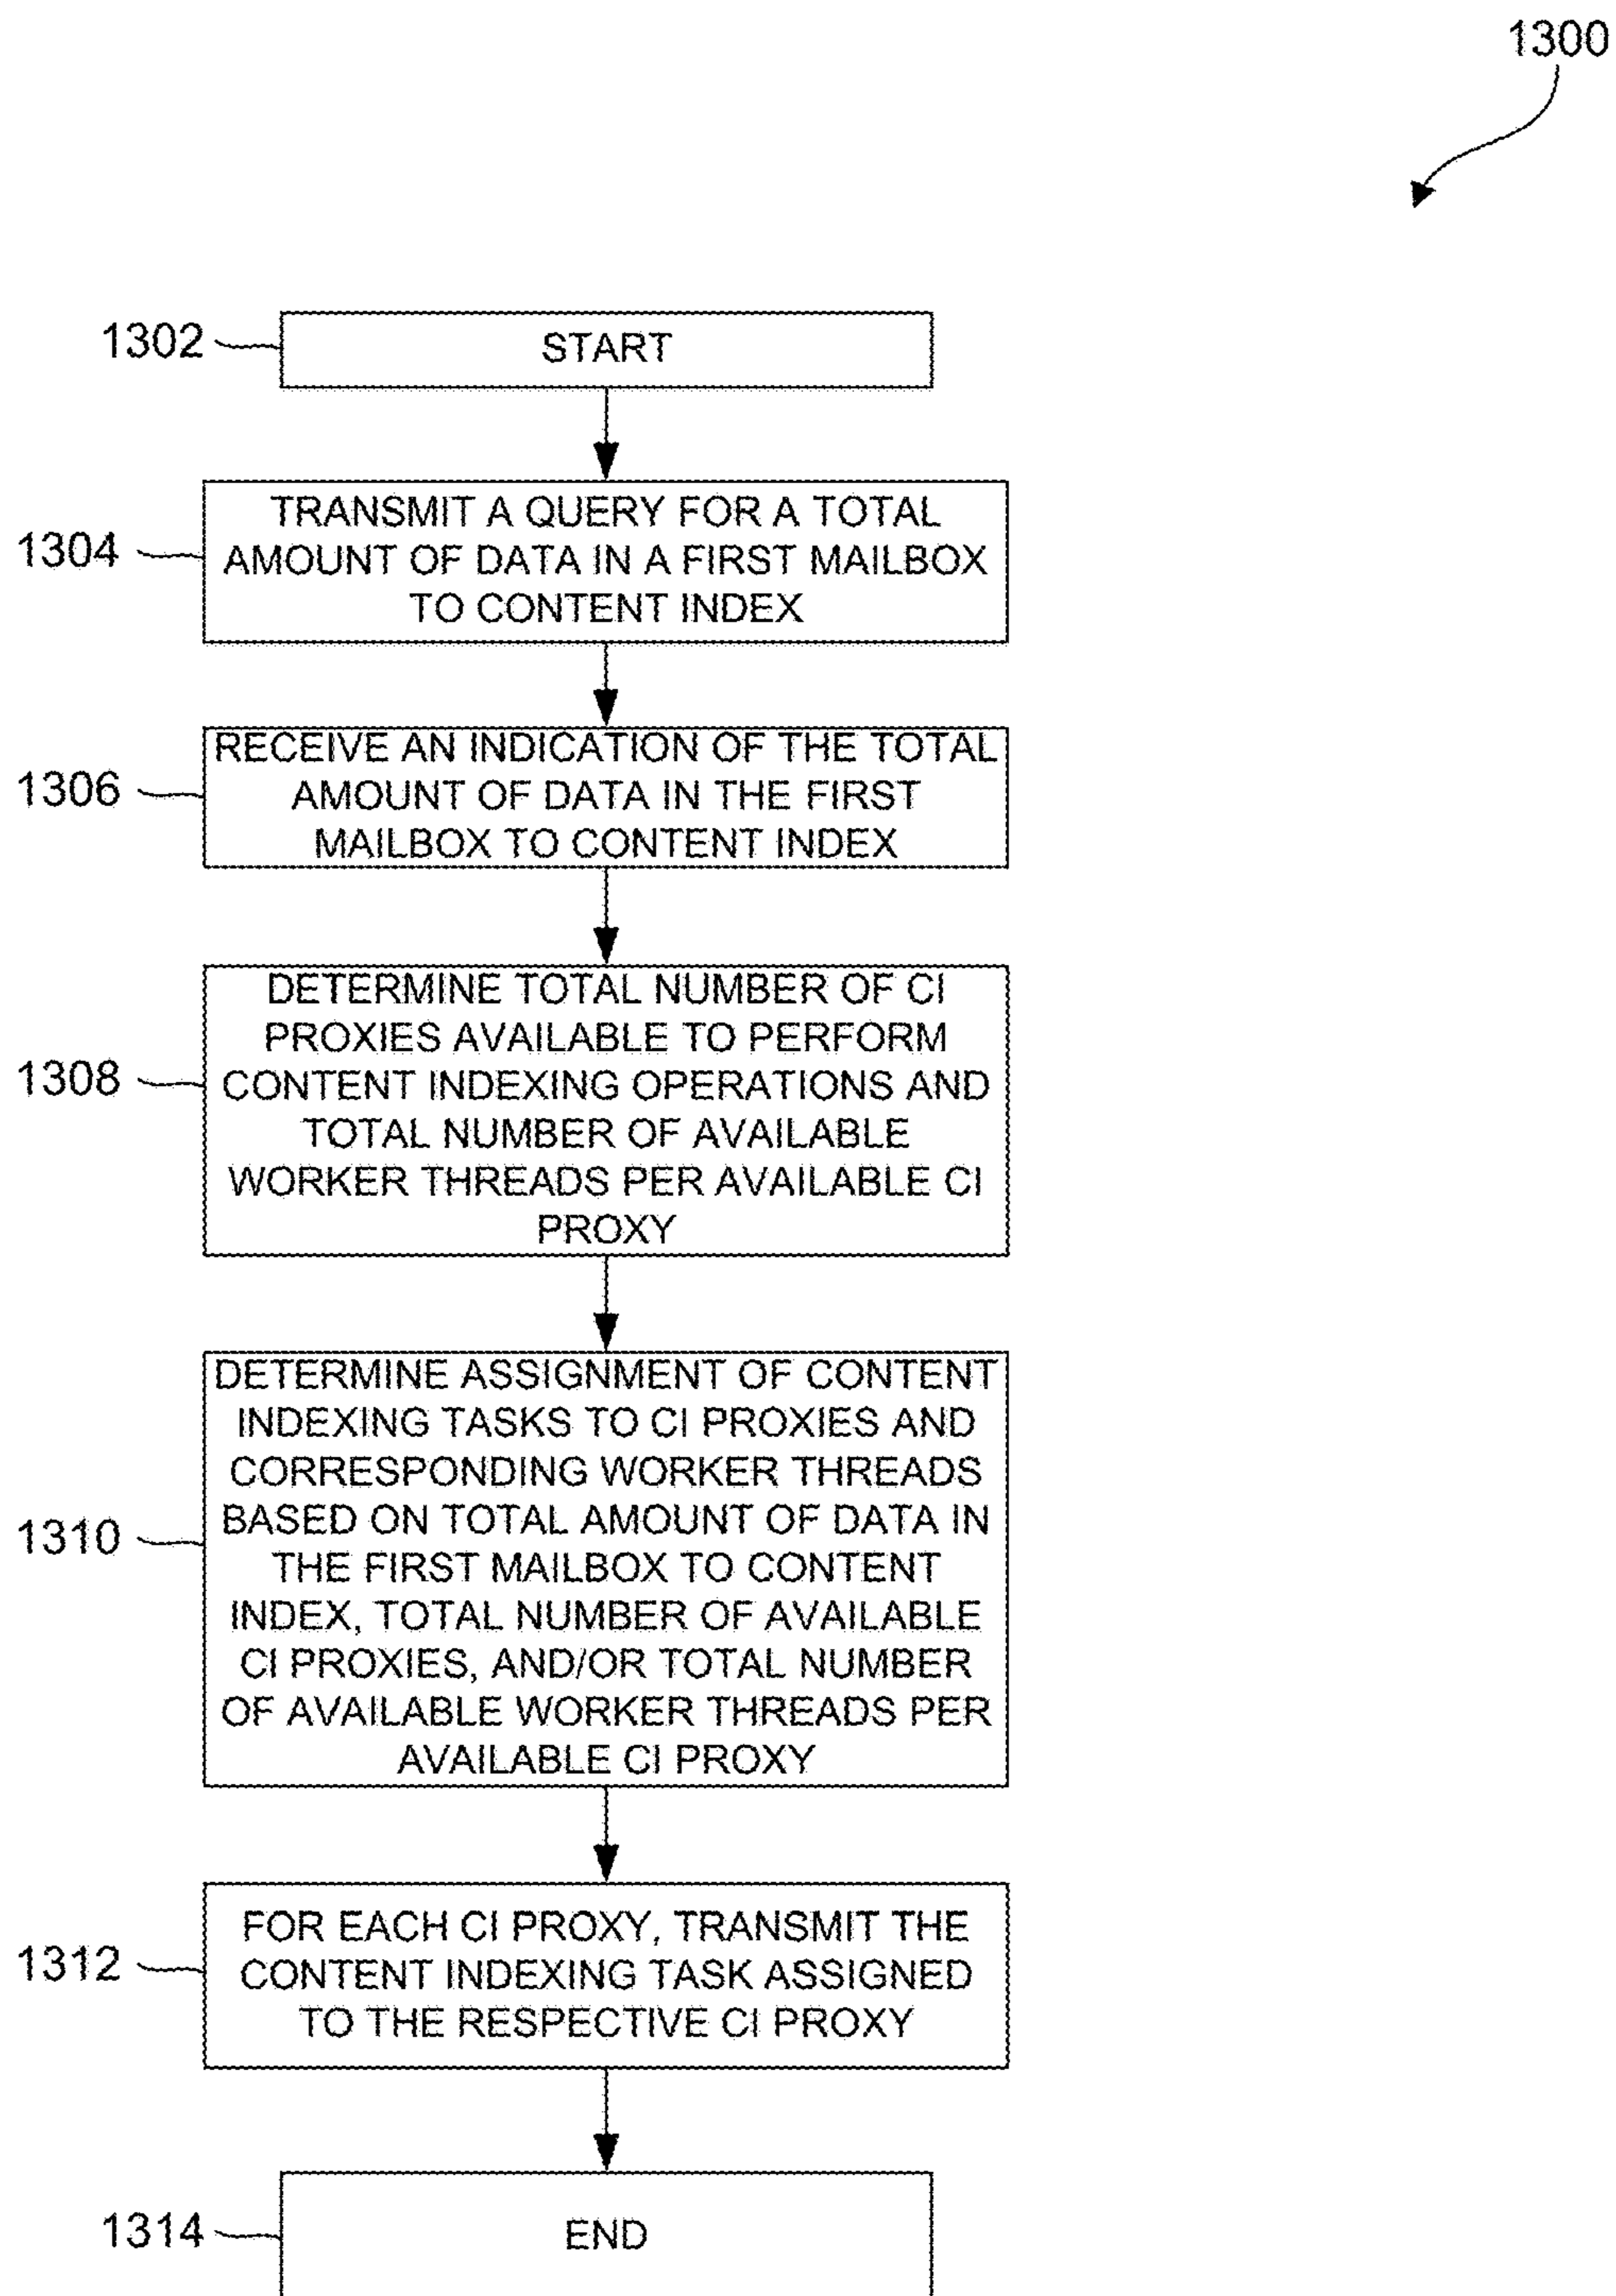 1300
1302
START
1304
TRANSMIT A QUERY FOR A TOTAL
AMOUNT OF DATA IN A FIRST MAILBOX
TO CONTENT INDEX
1306
RECEIVE AN INDICATION OF THE TOTAL
AMOUNT OF DATA IN THE FIRST
MAILBOX TO CONTENT INDEX
1308
DETERMINE TOTAL NUMBER OF CI
PROXIES AVAILABLE TO PERFORM
CONTENT INDEXING OPERATIONS AND
TOTAL NUMBER OF AVAILABLE
WORKER THREADS PER AVAILABLE CI
PROXY
1310
DETERMINE ASSIGNMENT OF CONTENT
INDEXING TASKS TO CI PROXIES AND
CORRESPONDING WORKER THREADS
BASED ON TOTAL AMOUNT OF DATA IN
THE FIRST MAILBOX TO CONTENT
INDEX, TOTAL NUMBER OF AVAILABLE
CI PROXIES, AND/OR TOTAL NUMBER
OF AVAILABLE WORKER THREADS PER
AVAILABLE CI PROXY
1312
FOR EACH CI PROXY, TRANSMIT THE
CONTENT INDEXING TASK ASSIGNED
TO THE RESPECTIVE CI PROXY
1314
END